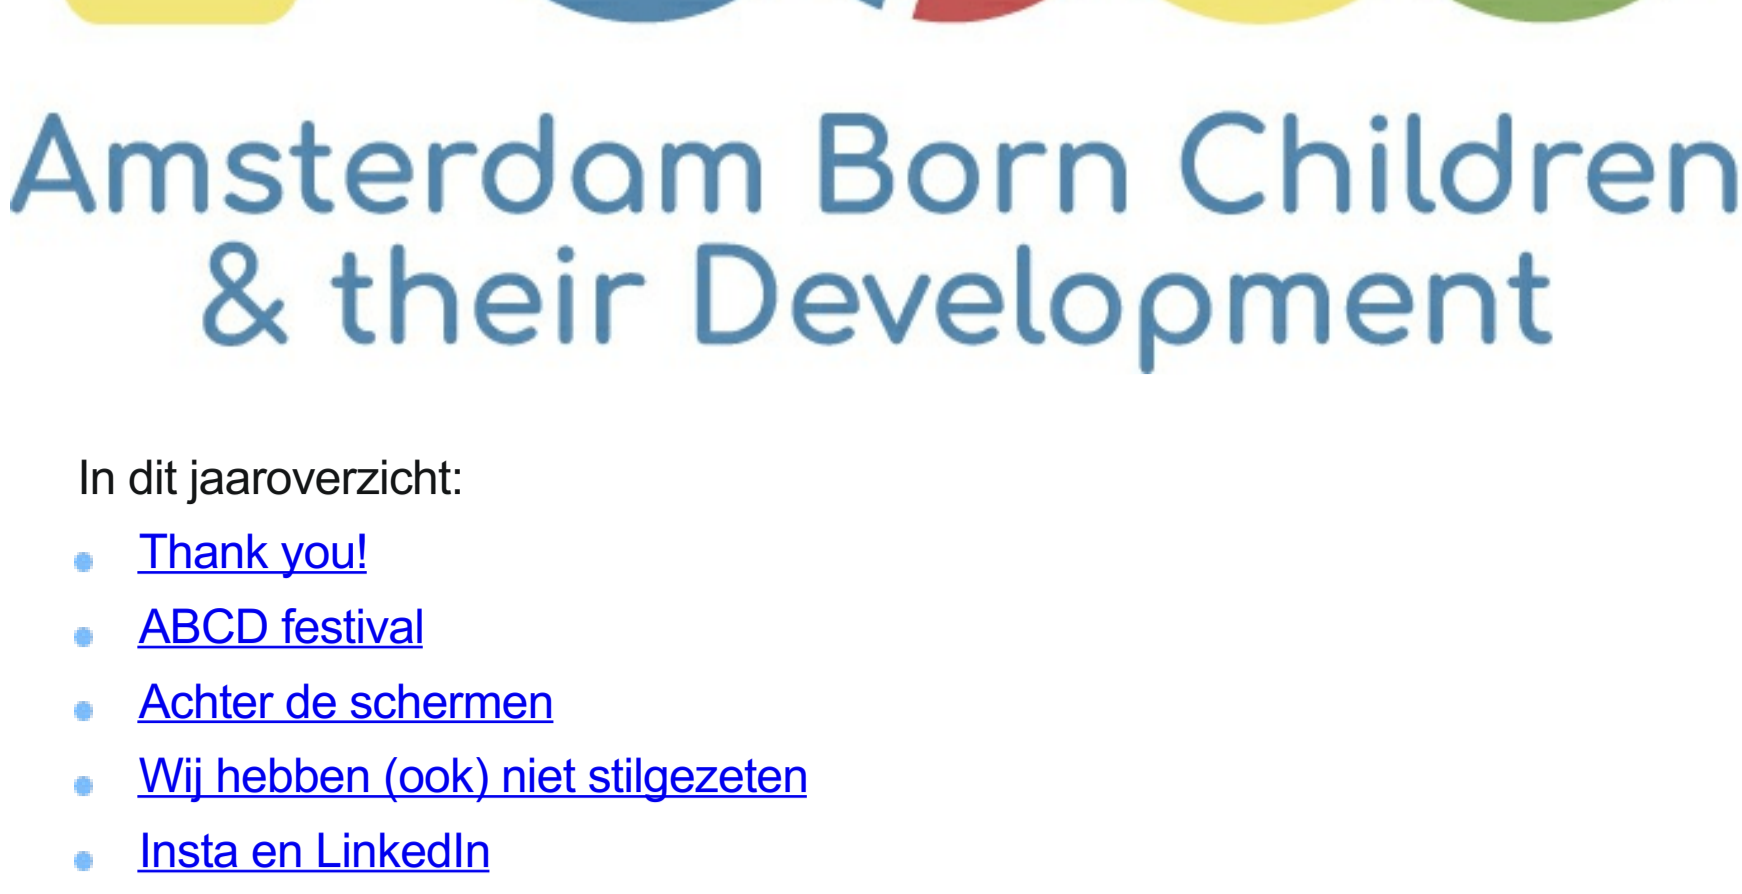 Amsterdam Born Children
& their Development
In dit jaaroverzicht:
Thank you!
ABCD festival
Achter de schermen
Wij hebben (ook) niet stilgezeten
Insta en LinkedIn